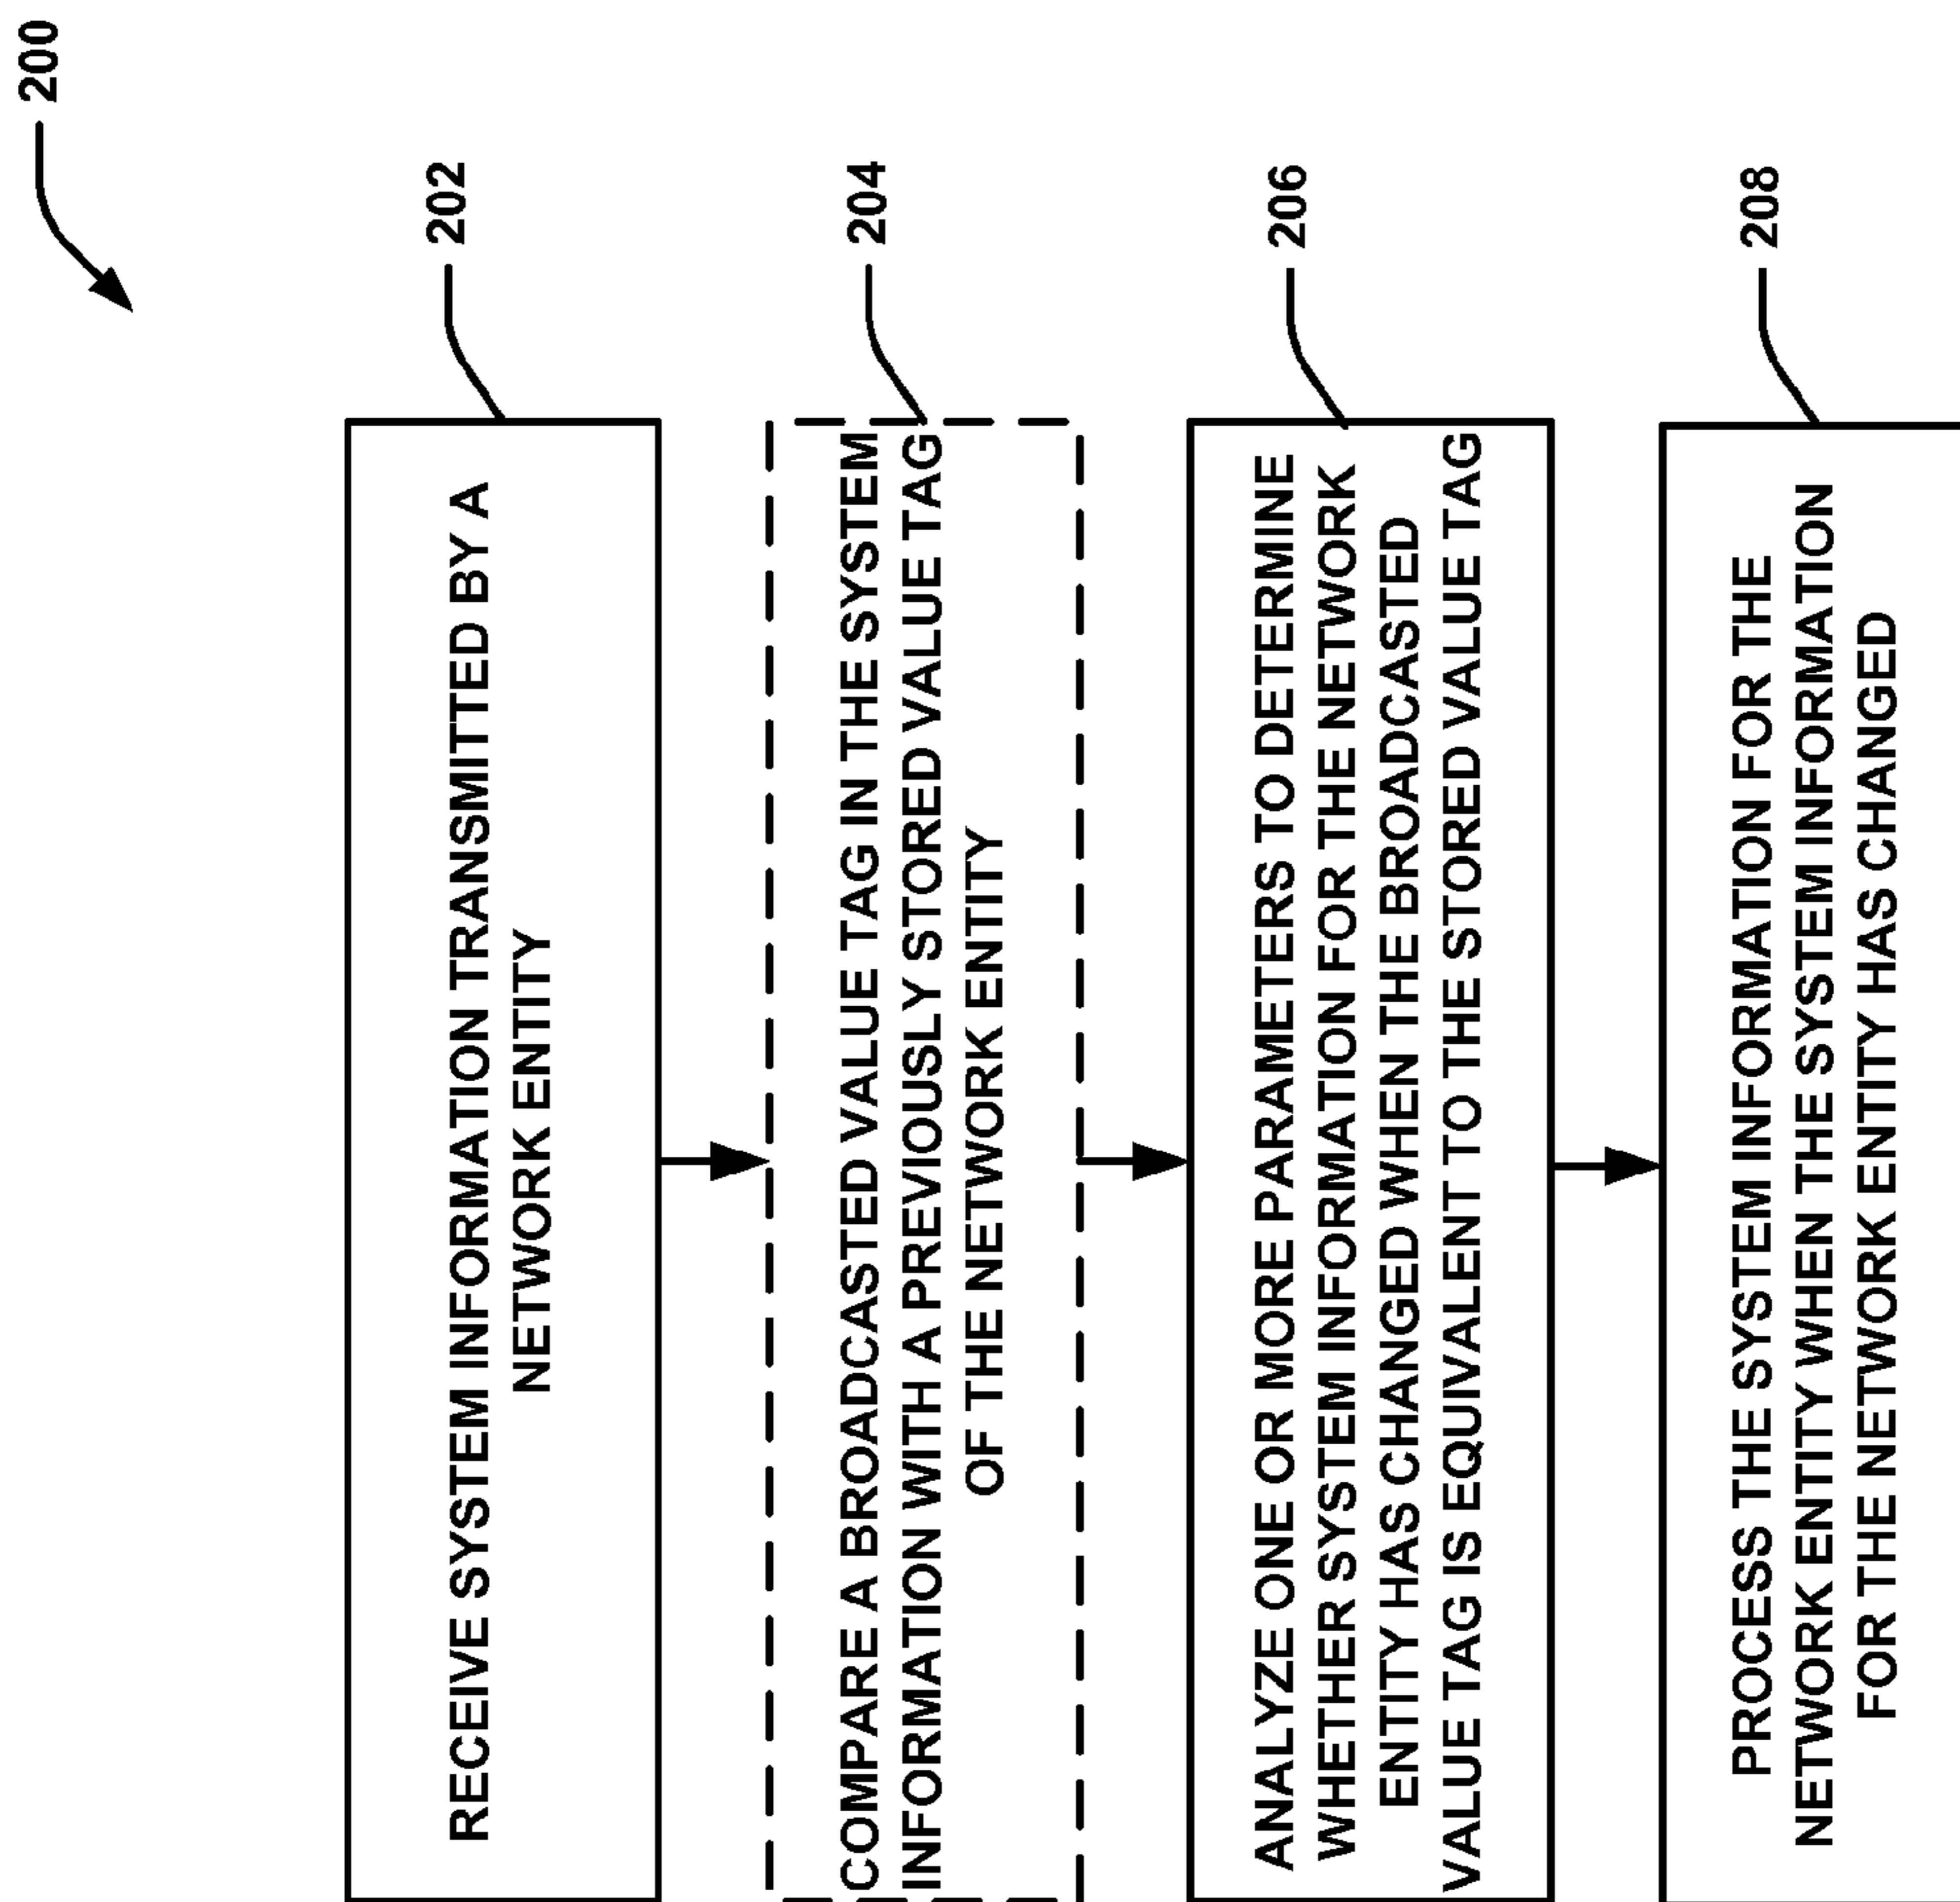 200
202
RECEIVE SYSTEM INFORMATION TRANSMITTED BY A
NETWORK ENTITY
204
COMPARE A BROADCASTED VALUE TAG IN THE SYSTEM
INFORMATION WITH A PREVIOUSLY STORED VALUE TAG
OF THE NETWORK ENTITY
206
ANALYZE ONE OR MORE PARAMETERS TO DETERMINE
WHETHER SYSTEM INFORMATION FOR THE NETWORK
ENTITY HAS CHANGED WHEN THE BROADCASTED
VALUE TAG IS EQUIVALENT TO THE STORED VALUE TAG
208
PROCESS THE SYSTEM INFORMATION FOR THE
NETWORK ENTITY WHEN THE SYSTEM INFORMATION
FOR THE NETWORK ENTITY HAS CHANGED